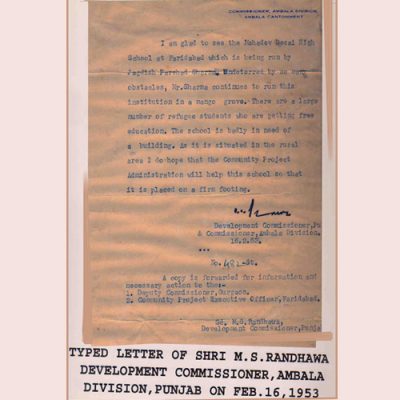 COMMISSIONER, AMBALA DIVISION,
AMBALA CANTONMENT
I am glad to see the Mahadev Desai High
School at Faridabad which is being run by
Jagdish Parshad Sharma. Undeterred by so many
obstacles, Mr.Sharma continues to run this
institution in a mango grove. There are a large
number of refugee students who are getting free
education. The school is badly in need of
a building. As it is situated in the rural
area I do hope that the Community Project
Administration will help this school so that
it is placed on a firm footing.
Development Commissioner, Pu
& Commissioner, Ambala Division.
16.2.53.
...
No. -St.
A copy is forwarded for information and
necessary action to the:-
1. Deputy Commissioner, Gurgaon.
2. Community Project Executive Officer, Faridabad.
Sd. M.S. Randhawa,
Development Commissioner, Punja
TYPED LETTER OF SHRI M.S.RANDHAWA
DEVELOPMENT COMMISSIONER,AMBALA
DIVISION,PUNJAB ON FEB.16,1953